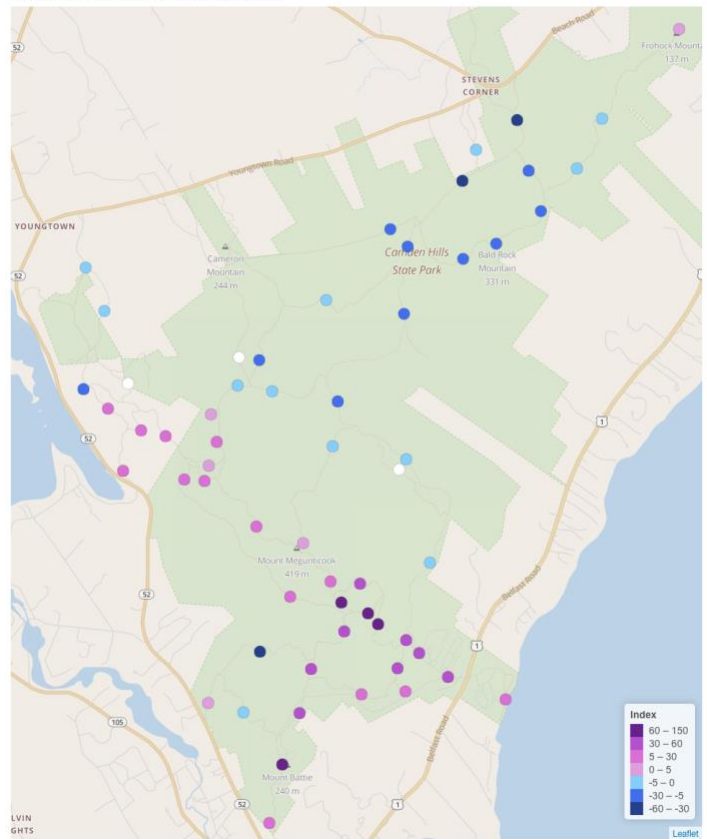 52
Beach Road
Frohock Mounta
137 m
STEVENS
CORNER
Youngtown Road
YOUNGTOWN
Cameron
Mountain
244 m
Camden Hills
State Park
Bald Rock
Mountain
331 m
52
1
52
Mount Megunticook
419 m
52
Belfast Road
1
105
Belfast Road
Mount Battie
240 m
52
1
LVIN
GHTS
Index
60 – 150
30 – 60
5 – 30
0 – 5
-5 – 0
-30 – -5
-60 – -30
Leaflet